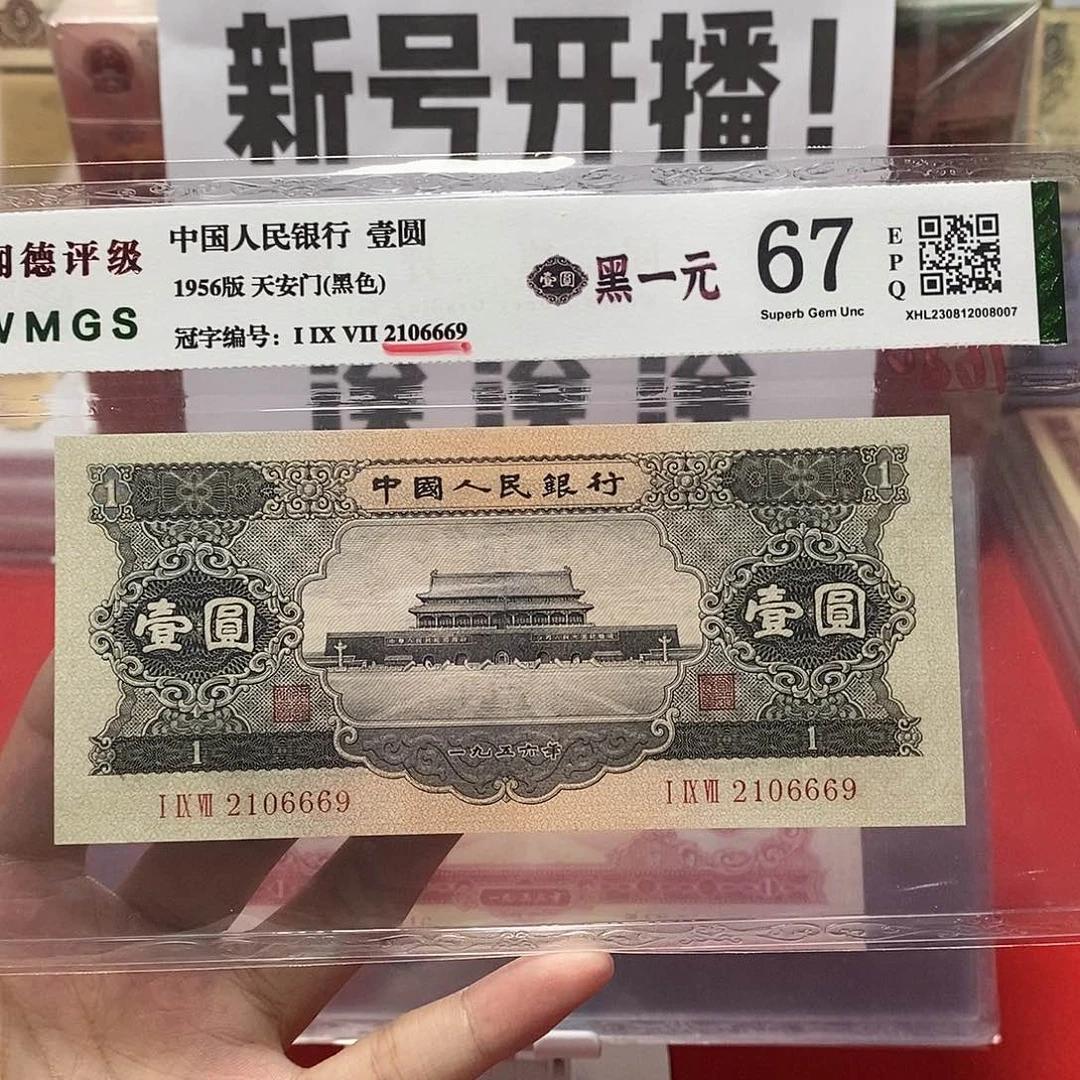 新号开播！
德评级
WMGS
中国人民银行 壹圆
1956版 天安门(黑色)
冠字编号：I IX VII 2106669
壹圆
黑一元
67
Superb Gem Unc
EPQ
XHL230812008007
1
中國人民銀行
1
壹圓
壹圓
1
一九五六年
1
I IX VII 2106669
I IX VII 2106669